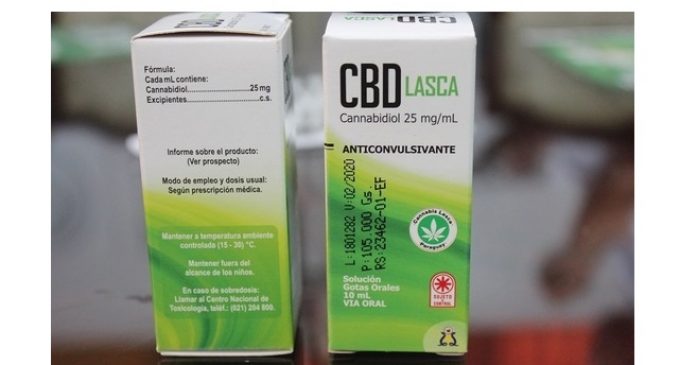 Fórmula:
Cada mL contiene:
Cannabidiol..............25 mg
Excipientes..................c.s.
Informe sobre el producto:
(Ver prospecto)
Modo de empleo y dosis usual:
Según prescripción médica.
Mantener a temperatura ambiente
controlada (15 - 30) °C.
Mantener fuera del
alcance de los niños.
En caso de sobredosis:
Llamar al Centro Nacional de
Toxicología, teléf.: (021) 204 800.
CBD LASCA
Cannabidiol 25 mg/mL
ANTICONVULSIVANTE
L:1801282 V:02/2020
P:105.000 Gs.
RS:23462-01-EF
Cannabis Lasca
Paraguay
Solución
Gotas Orales
10 mL
VIA ORAL
SUJETO
A
CONTROL